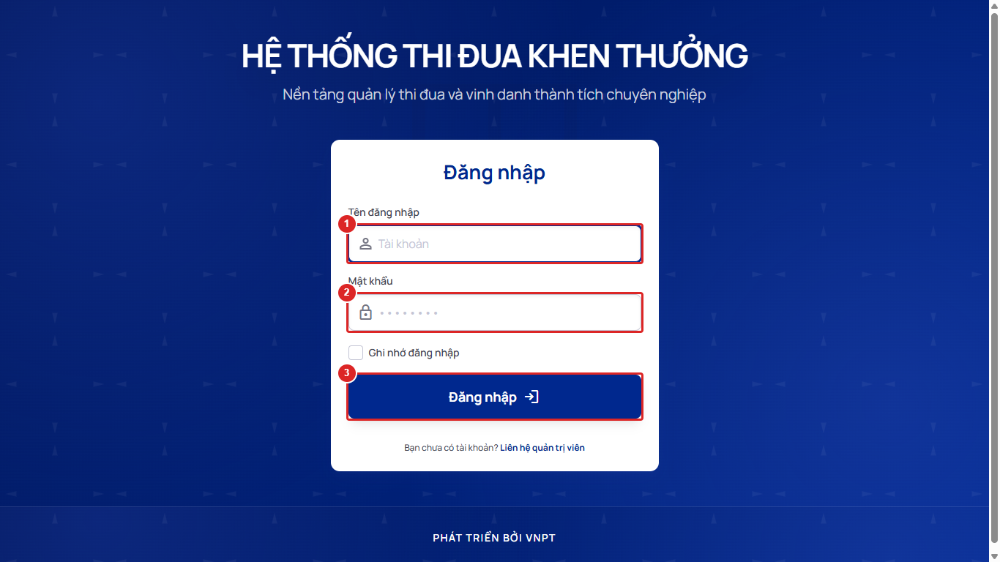 HỆ THỐNG THI ĐUA KHEN THƯỞNG
Nền tảng quản lý thi đua và vinh danh thành tích chuyên nghiệp
Đăng nhập
Tên đăng nhập
1
Tài khoản
Mật khẩu
2
••••••••
Ghi nhớ đăng nhập
3
Đăng nhập
Bạn chưa có tài khoản? Liên hệ quản trị viên
PHÁT TRIỂN BỞI VNPT